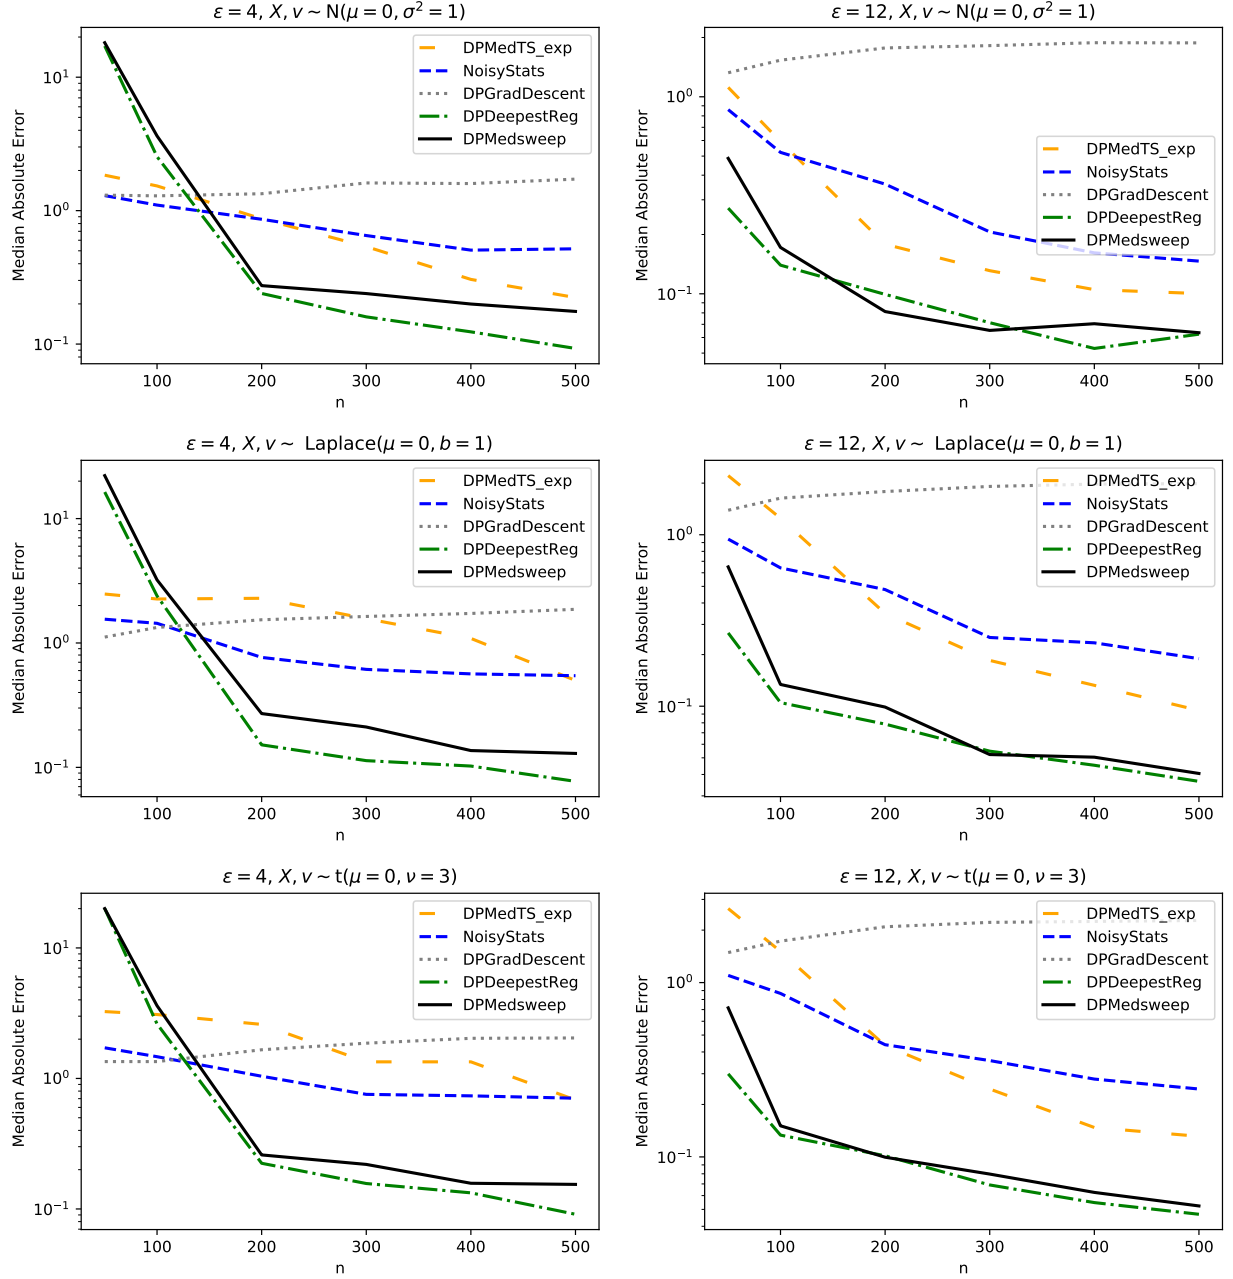 ε = 4, X, v ∼ N(μ = 0, σ² = 1)
Median Absolute Error
10¹
10⁰
10⁻¹
100 200 300 400 500
n
DPMedTS_exp
NoisyStats
DPGradDescent
DPDeepestReg
DPMedsweep
ε = 12, X, v ∼ N(μ = 0, σ² = 1)
Median Absolute Error
10⁰
10⁻¹
100 200 300 400 500
n
DPMedTS_exp
NoisyStats
DPGradDescent
DPDeepestReg
DPMedsweep
ε = 4, X, v ∼ Laplace(μ = 0, b = 1)
Median Absolute Error
10¹
10⁰
10⁻¹
100 200 300 400 500
n
DPMedTS_exp
NoisyStats
DPGradDescent
DPDeepestReg
DPMedsweep
ε = 12, X, v ∼ Laplace(μ = 0, b = 1)
Median Absolute Error
10⁰
10⁻¹
100 200 300 400 500
n
DPMedTS_exp
NoisyStats
DPGradDescent
DPDeepestReg
DPMedsweep
ε = 4, X, v ∼ t(μ = 0, ν = 3)
Median Absolute Error
10¹
10⁰
10⁻¹
100 200 300 400 500
n
DPMedTS_exp
NoisyStats
DPGradDescent
DPDeepestReg
DPMedsweep
ε = 12, X, v ∼ t(μ = 0, ν = 3)
Median Absolute Error
10⁰
10⁻¹
100 200 300 400 500
n
DPMedTS_exp
NoisyStats
DPGradDescent
DPDeepestReg
DPMedsweep